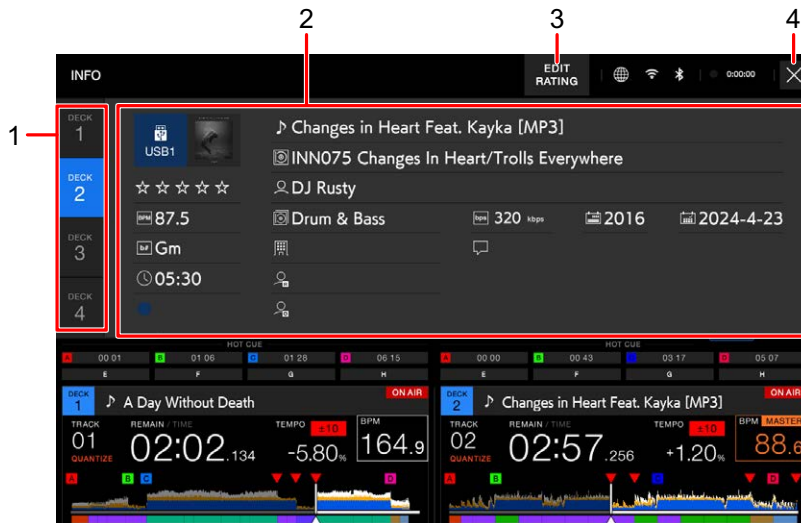 2 3 4
INFO EDIT RATING 0:00:00
1
DECK 1
DECK 2
DECK 3
DECK 4
USB1
Changes in Heart Feat. Kayka [MP3]
INN075 Changes In Heart/Trolls Everywhere
DJ Rusty
BPM 87.5 Drum & Bass bps 320 kbps 2016 2024-4-23
Gm
05:30
HOT CUE HOT CUE
A 00 01 B 01 06 C 01 28 D 06 15 A 00 00 B 00 43 03 17 D 05 07
E F G H E F G H
DECK 1 A Day Without Death ON AIR DECK 2 Changes in Heart Feat. Kayka [MP3] ON AIR
TRACK 01 QUANTIZE REMAIN / TIME 02:02.134 TEMPO ±10 -5.80% BPM 164.9 TRACK 02 QUANTIZE REMAIN / TIME 02:57.256 TEMPO ±10 +1.20% BPM MASTER 88.6
A B C D A B D